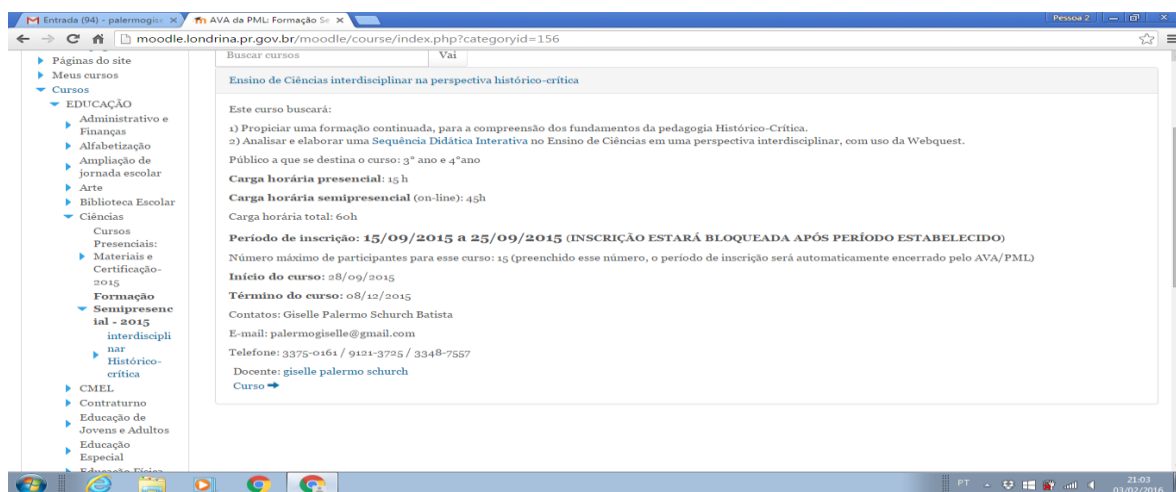 Entrada (94) - palermogise
AVA da PML: Formação Se
Pessoa 2
moodle.londrina.pr.gov.br/moodle/course/index.php?categoryid=156
Páginas do site
Meus cursos
Cursos
EDUCAÇÃO
Administrativo e
Finanças
Alfabetização
Ampliação de
jornada escolar
Arte
Biblioteca Escolar
Ciências
Cursos
Presenciais:
Materiais e
Certificação-
2015
Formação
Semipresenc
ial - 2015
interdiscipli
nar
Histórico-
crítica
CMEL
Contraturno
Educação de
Jovens e Adultos
Educação
Especial
Educação Física
Buscar cursos
Vai
Ensino de Ciências interdisciplinar na perspectiva histórico-crítica
Este curso buscará:
1) Propiciar uma formação continuada, para a compreensão dos fundamentos da pedagogia Histórico-Crítica.
2) Analisar e elaborar uma Sequência Didática Interativa no Ensino de Ciências em uma perspectiva interdisciplinar, com uso da Webquest.
Público a que se destina o curso: 3º ano e 4ºano
Carga horária presencial: 15 h
Carga horária semipresencial (on-line): 45h
Carga horária total: 60h
Período de inscrição: 15/09/2015 a 25/09/2015 (INSCRIÇÃO ESTARÁ BLOQUEADA APÓS PERÍODO ESTABELECIDO)
Número máximo de participantes para esse curso: 15 (preenchido esse número, o período de inscrição será automaticamente encerrado pelo AVA/PML)
Início do curso: 28/09/2015
Término do curso: 08/12/2015
Contatos: Giselle Palermo Schurch Batista
E-mail: palermogiselle@gmail.com
Telefone: 3375-0161 / 9121-3725 / 3348-7557
Docente: giselle palermo schurch
Curso
PT
21:03
03/02/2016